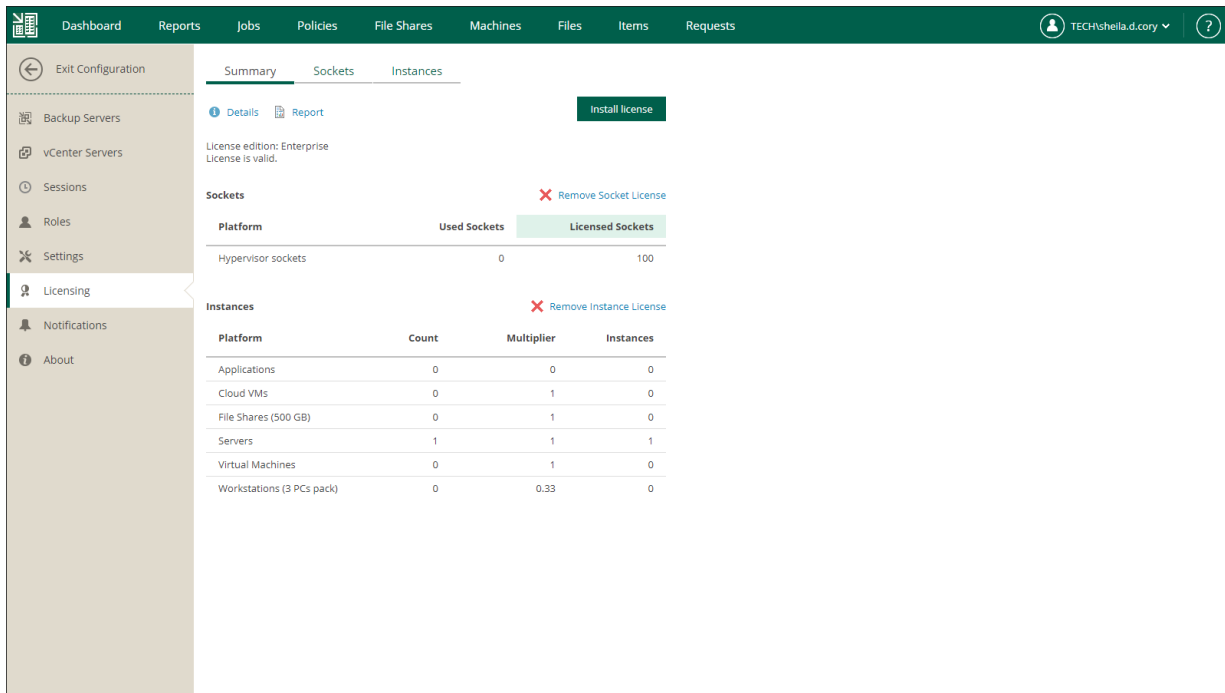 Dashboard Reports Jobs Policies File Shares Machines Files Items Requests TECH\sheila.d.cory ?
Exit Configuration
Backup Servers
vCenter Servers
Sessions
Roles
Settings
Licensing
Notifications
About
Summary Sockets Instances
Details Report Install license
License edition: Enterprise
License is valid.
Sockets Remove Socket License
Platform Used Sockets Licensed Sockets
Hypervisor sockets 0 100
Instances Remove Instance License
Platform Count Multiplier Instances
Applications 0 0 0
Cloud VMs 0 1 0
File Shares (500 GB) 0 1 0
Servers 1 1 1
Virtual Machines 0 1 0
Workstations (3 PCs pack) 0 0.33 0